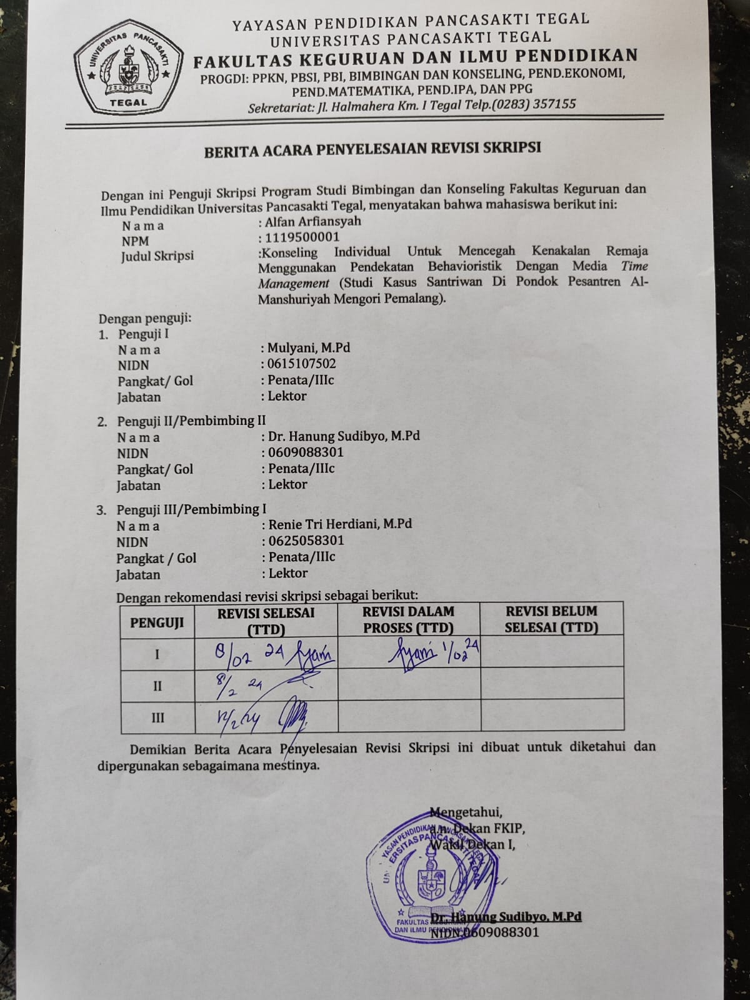 UNIVERSITAS PANCASAKTI
TEGAL
YAYASAN PENDIDIKAN PANCASAKTI TEGAL
UNIVERSITAS PANCASAKTI TEGAL
FAKULTAS KEGURUAN DAN ILMU PENDIDIKAN
PROGDI: PPKN, PBSI, PBI, BIMBINGAN DAN KONSELING, PEND.EKONOMI,
PEND.MATEMATIKA, PEND.IPA, DAN PPG
Sekretariat: Jl. Halmahera Km. I Tegal Telp.(0283) 357155
BERITA ACARA PENYELESAIAN REVISI SKRIPSI
Dengan ini Penguji Skripsi Program Studi Bimbingan dan Konseling Fakultas Keguruan dan
Ilmu Pendidikan Universitas Pancasakti Tegal, menyatakan bahwa mahasiswa berikut ini:
N a m a : Alfan Arfiansyah
NPM : 1119500001
Judul Skripsi :Konseling Individual Untuk Mencegah Kenakalan Remaja
Menggunakan Pendekatan Behavioristik Dengan Media Time
Management (Studi Kasus Santriwan Di Pondok Pesantren Al-
Manshuriyah Mengori Pemalang).
Dengan penguji:
1. Penguji I
N a m a : Mulyani, M.Pd
NIDN : 0615107502
Pangkat/ Gol : Penata/IIIc
Jabatan : Lektor
2. Penguji II/Pembimbing II
N a m a : Dr. Hanung Sudibyo, M.Pd
NIDN : 0609088301
Pangkat/ Gol : Penata/IIIc
Jabatan : Lektor
3. Penguji III/Pembimbing I
N a m a : Renie Tri Herdiani, M.Pd
NIDN : 0625058301
Pangkat / Gol : Penata/IIIc
Jabatan : Lektor
Dengan rekomendasi revisi skripsi sebagai berikut:
PENGUJI REVISI SELESAI (TTD) REVISI DALAM PROSES (TTD) REVISI BELUM SELESAI (TTD)
I 8/02 24 1/02 24
II 8/2 24
III 12/2 24
Demikian Berita Acara Penyelesaian Revisi Skripsi ini dibuat untuk diketahui dan
dipergunakan sebagaimana mestinya.
Mengetahui,
a.n. Dekan FKIP,
Wakil Dekan I,
YASAN PENDIDIKAN PANCASAKTI TEGAL
ERSITAS PANCASAKTI TEGAL
FAKULTAS KEGURUAN
DAN ILMU PENDIDIKAN
Dr. Hanung Sudibyo, M.Pd
NIDN.0609088301